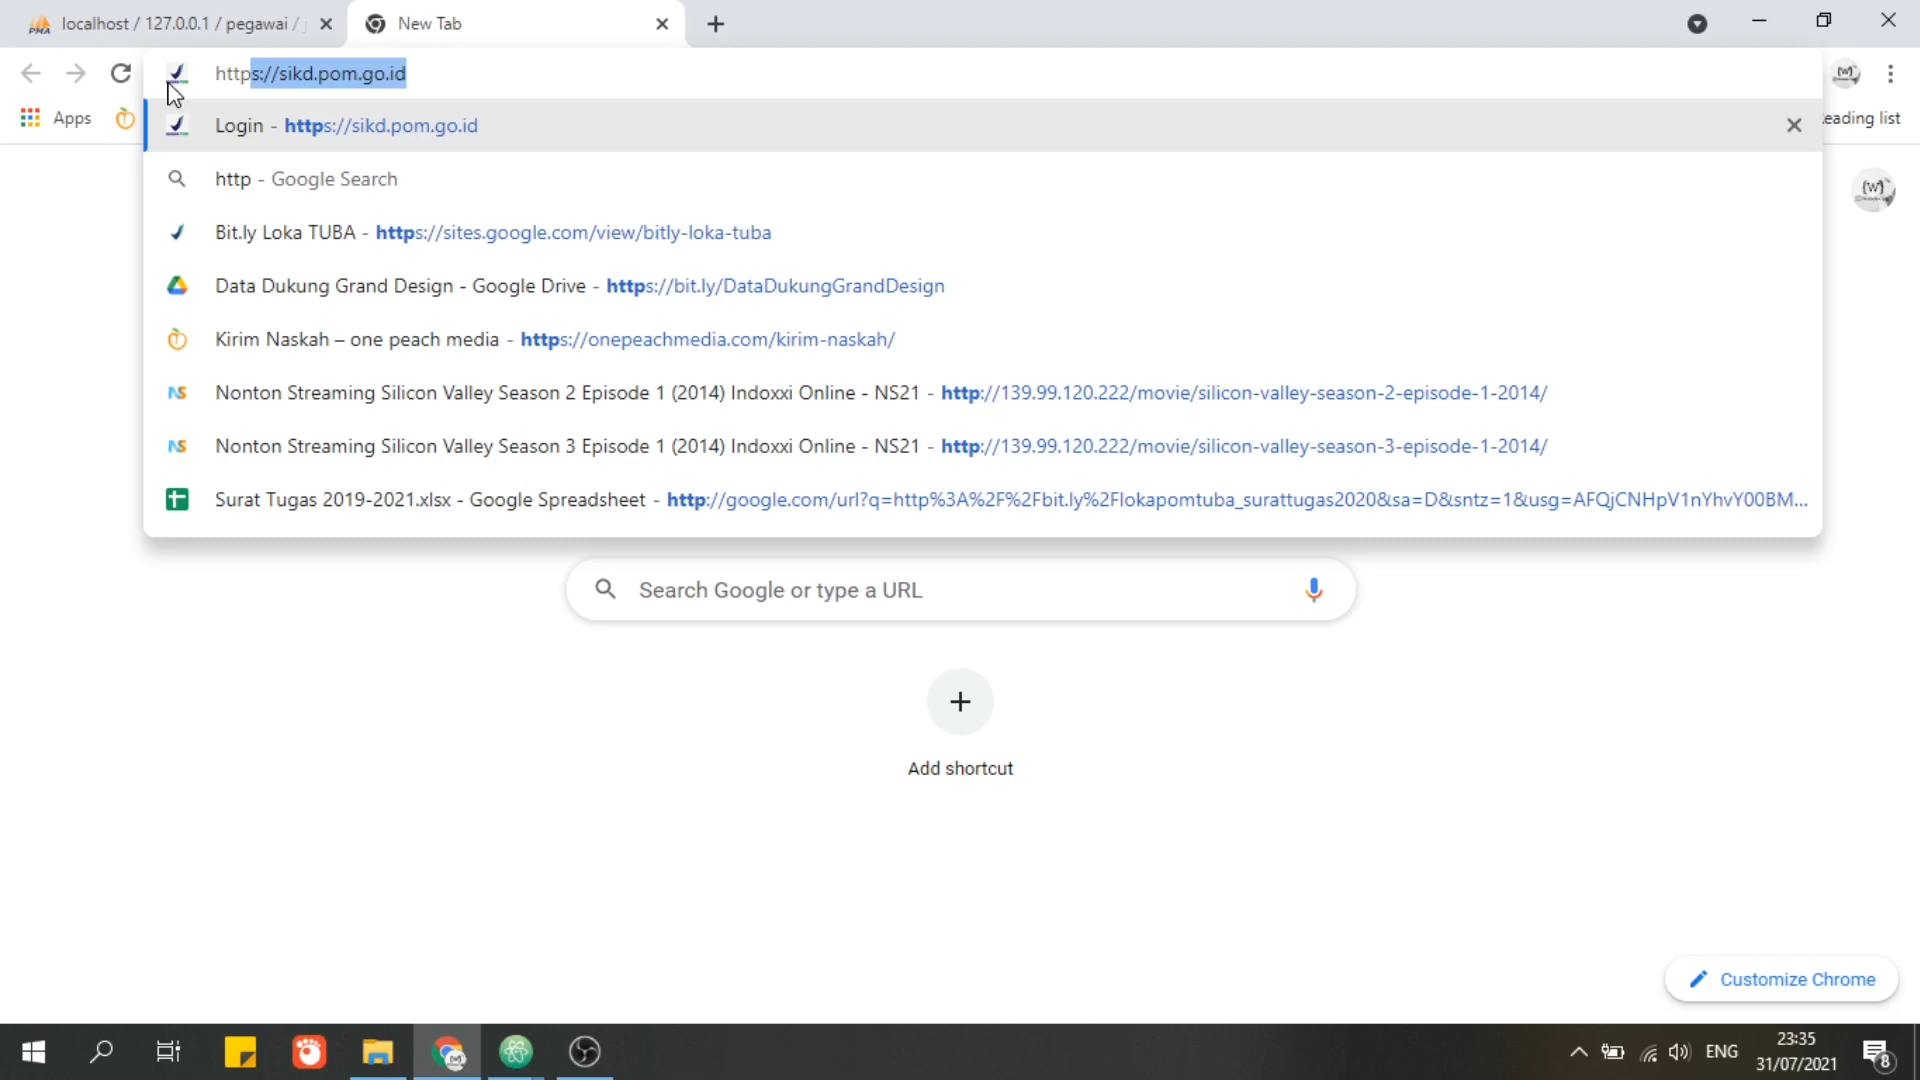 localhost / 127.0.0.1 / pegawai / j
New Tab
https://sikd.pom.go.id
Apps
Login - https://sikd.pom.go.id
eading list
http - Google Search
Bit.ly Loka TUBA - https://sites.google.com/view/bitly-loka-tuba
Data Dukung Grand Design - Google Drive - https://bit.ly/DataDukungGrandDesign
Kirim Naskah – one peach media - https://onepeachmedia.com/kirim-naskah/
Nonton Streaming Silicon Valley Season 2 Episode 1 (2014) Indoxxi Online - NS21 - http://139.99.120.222/movie/silicon-valley-season-2-episode-1-2014/
Nonton Streaming Silicon Valley Season 3 Episode 1 (2014) Indoxxi Online - NS21 - http://139.99.120.222/movie/silicon-valley-season-3-episode-1-2014/
Surat Tugas 2019-2021.xlsx - Google Spreadsheet - http://google.com/url?q=http%3A%2F%2Fbit.ly%2Flokapomtuba_surattugas2020&sa=D&sntz=1&usg=AFQjCNHpV1nYhvY00BM...
Search Google or type a URL
Add shortcut
Customize Chrome
ENG
23:35
31/07/2021
8